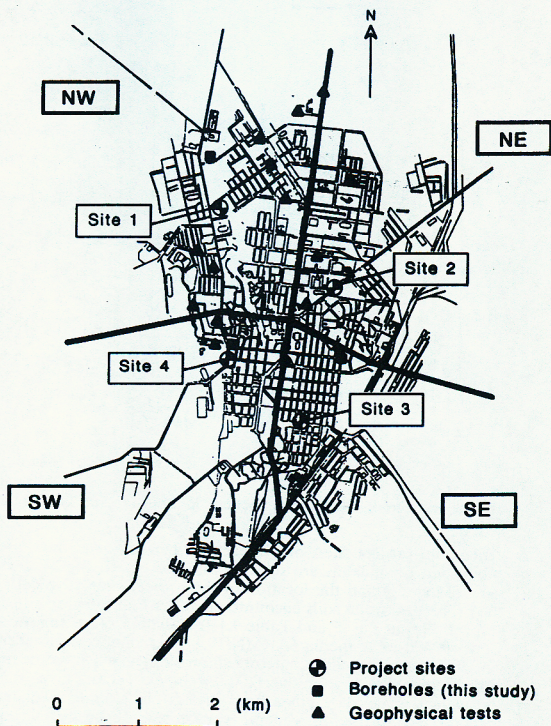 N
NW
NE
Site 1
Site 2
Site 4
Site 3
SW
SE
Project sites
Boreholes (this study)
Geophysical tests
0 1 2 (km)